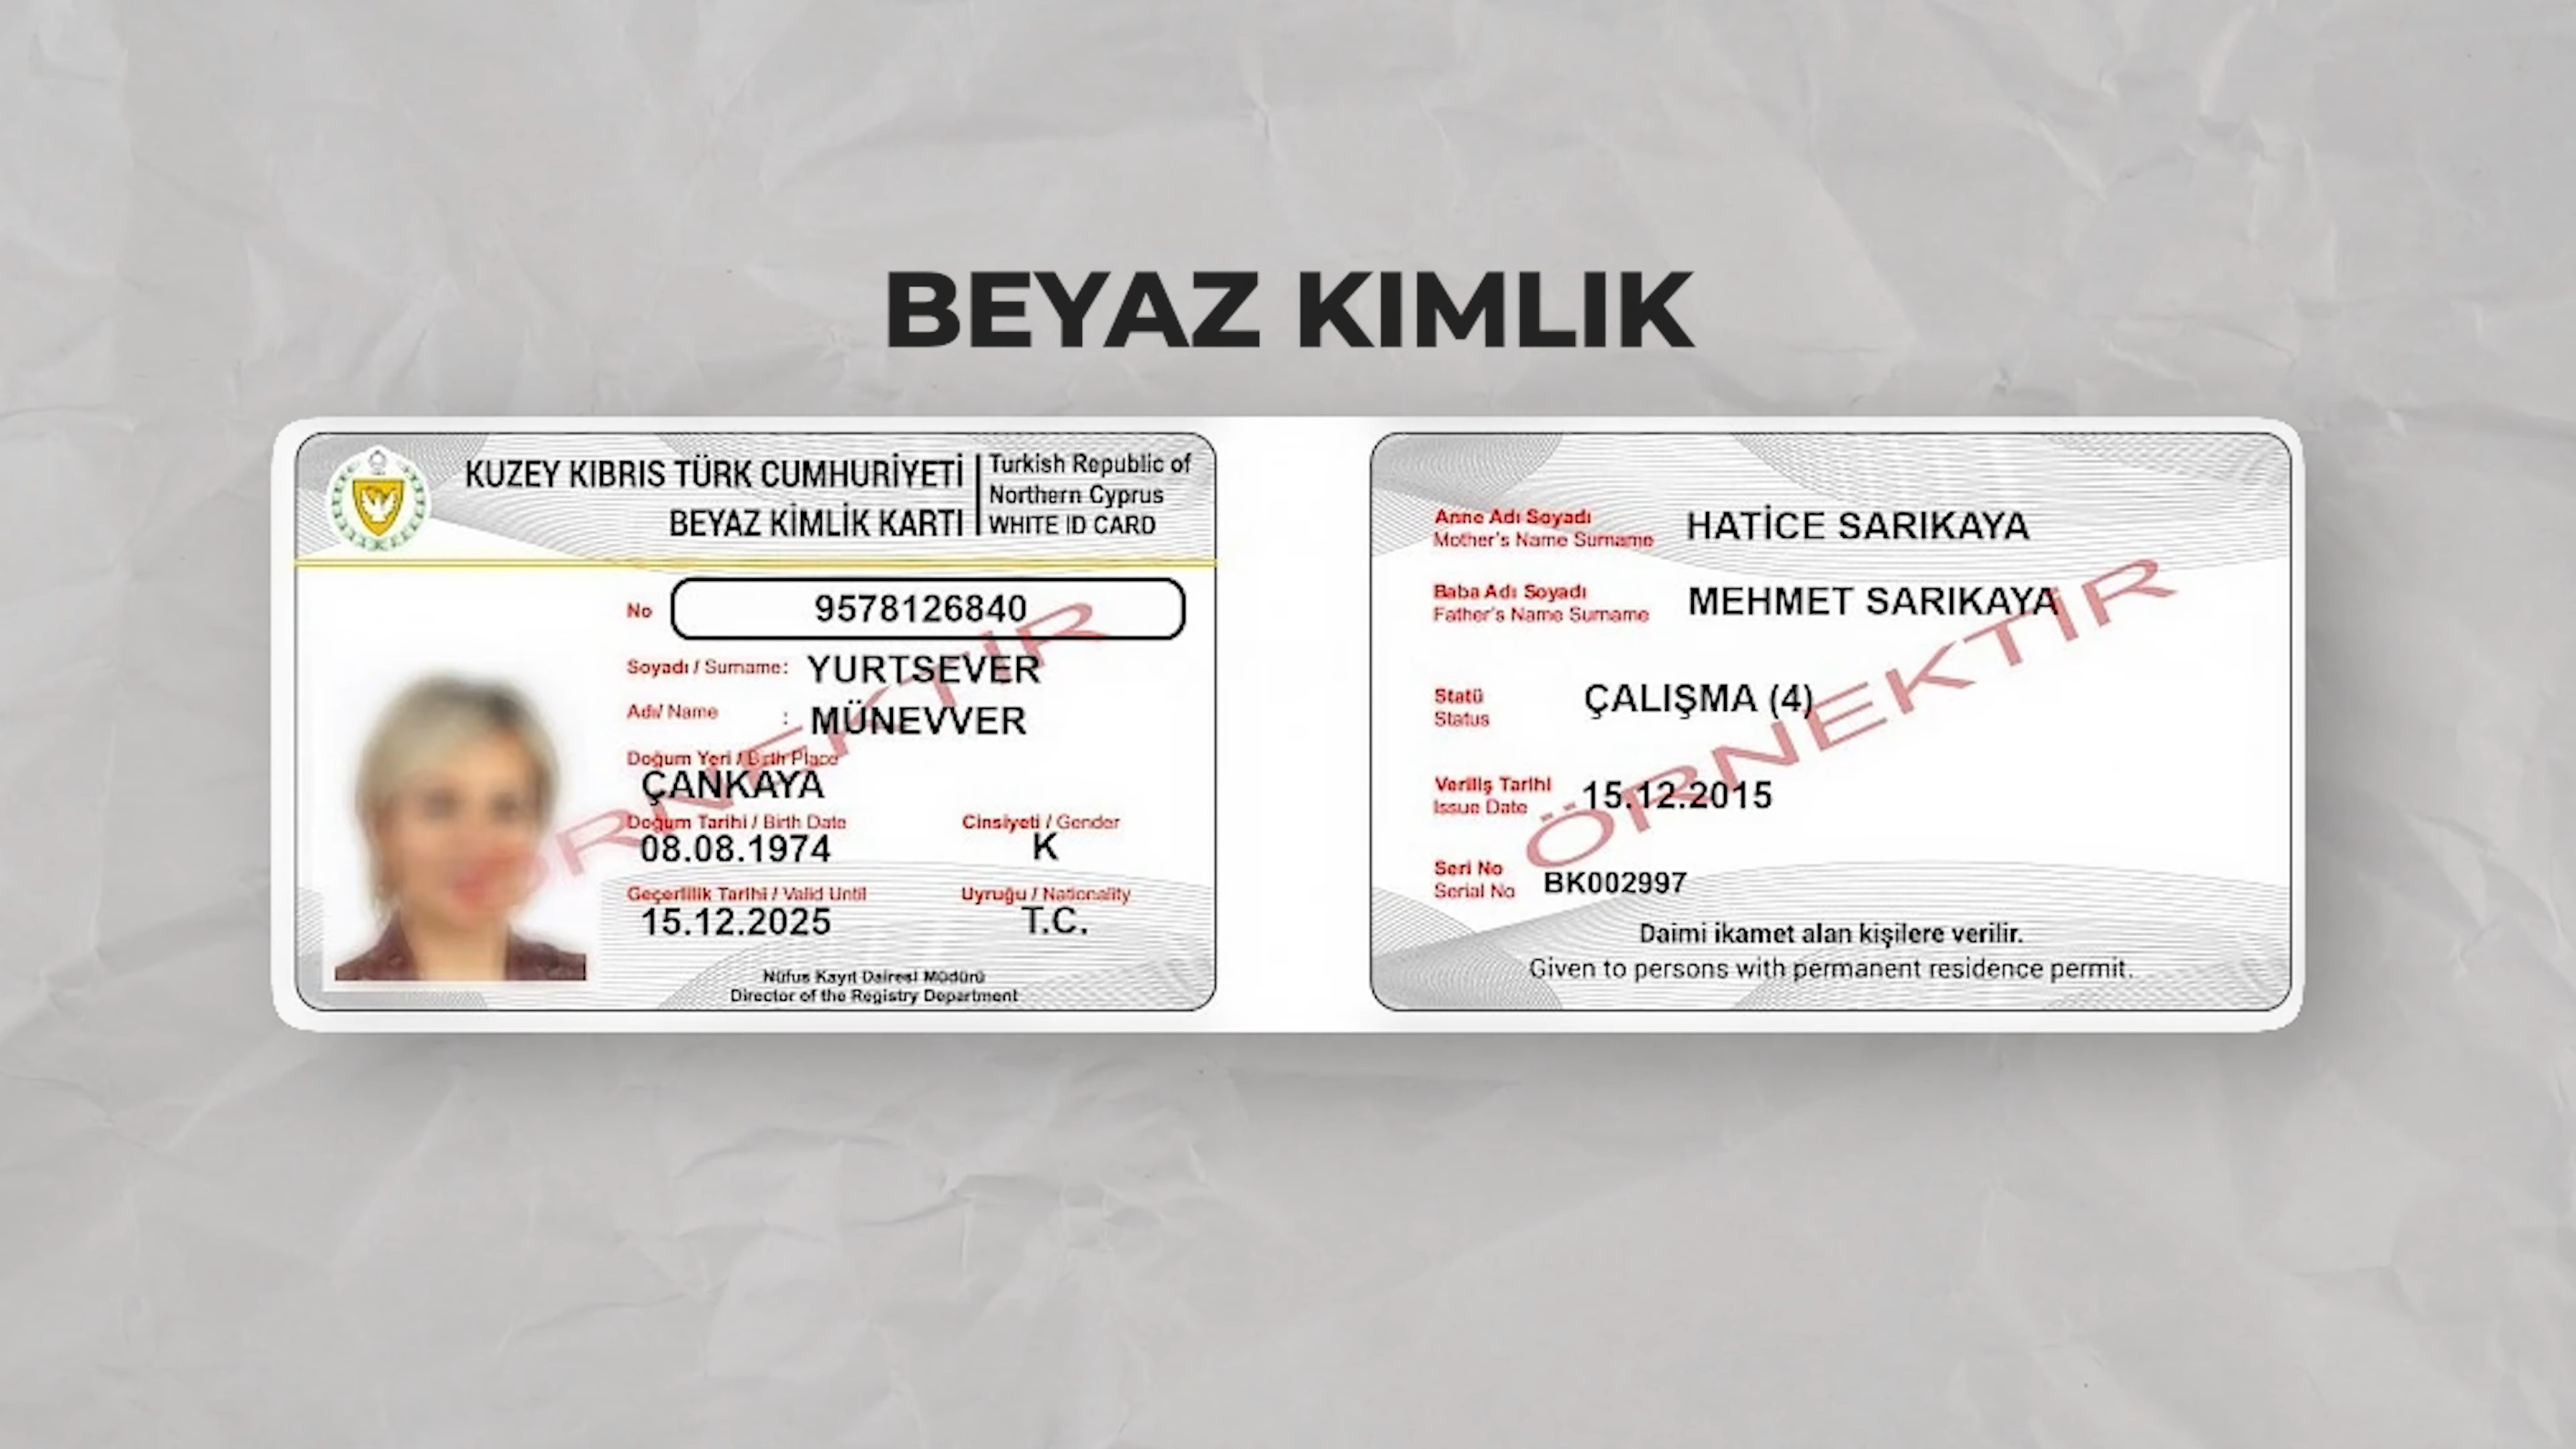 BEYAZ KIMLIK
KUZEY KIBRIS TÜRK CUMHURİYETİ
BEYAZ KİMLİK KARTI
Turkish Republic of
Northern Cyprus
WHITE ID CARD
No 9578126840
Soyadı / Surname: YURTSEVER
Adı/ Name : MÜNEVVER
Doğum Yeri / Birth Place
ÇANKAYA
Doğum Tarihi / Birth Date
08.08.1974
Cinsiyeti / Gender
K
Geçerlilik Tarihi / Valid Until
15.12.2025
Uyruğu / Nationality
T.C.
Nüfus Kayıt Dairesi Müdürü
Director of the Registry Department
ÖRNEKTİR
Anne Adı Soyadı
Mother's Name Surname
HATİCE SARIKAYA
Baba Adı Soyadı
Father's Name Surname
MEHMET SARIKAYA
Statü
Status
ÇALIŞMA (4)
Veriliş Tarihi
Issue Date
15.12.2015
Seri No
Serial No
BK002997
Daimi ikamet alan kişilere verilir.
Given to persons with permanent residence permit.
ÖRNEKTİR